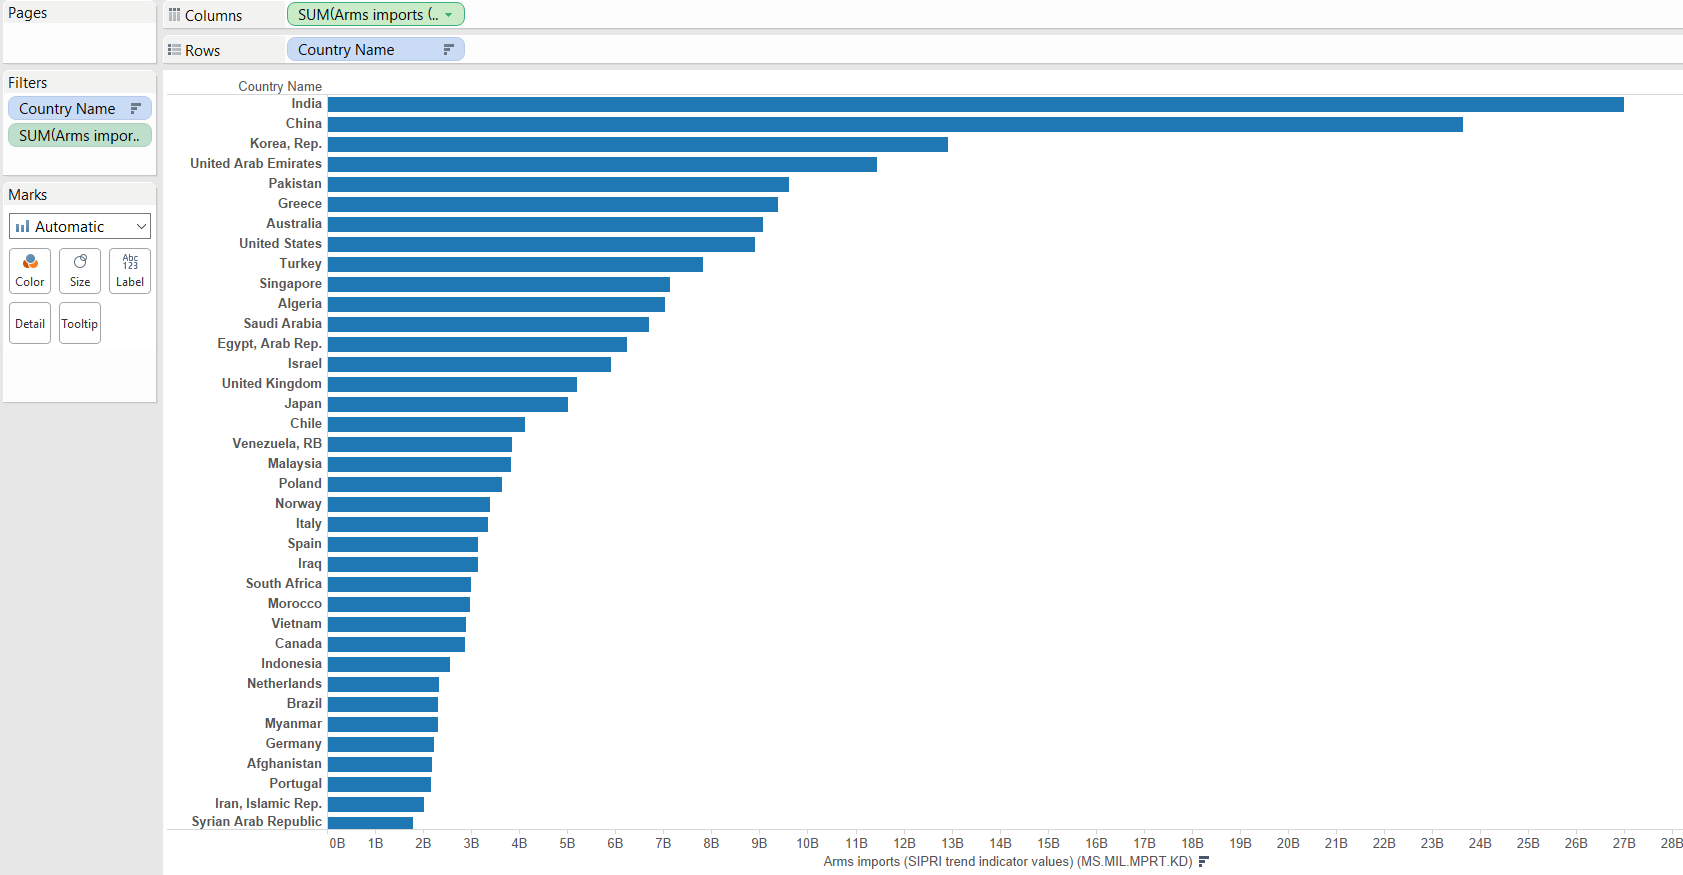 Pages
Columns
SUM(Arms imports (..
Rows
Country Name
Filters
Country Name
SUM(Arms impor..
Marks
Automatic
Color
Size
Abc
123
Label
Detail
Tooltip
Country Name
India
China
Korea, Rep.
United Arab Emirates
Pakistan
Greece
Australia
United States
Turkey
Singapore
Algeria
Saudi Arabia
Egypt, Arab Rep.
Israel
United Kingdom
Japan
Chile
Venezuela, RB
Malaysia
Poland
Norway
Italy
Spain
Iraq
South Africa
Morocco
Vietnam
Canada
Indonesia
Netherlands
Brazil
Myanmar
Germany
Afghanistan
Portugal
Iran, Islamic Rep.
Syrian Arab Republic
0B 1B 2B 3B 4B 5B 6B 7B 8B 9B 10B 11B 12B 13B 14B 15B 16B 17B 18B 19B 20B 21B 22B 23B 24B 25B 26B 27B 28B
Arms imports (SIPRI trend indicator values) (MS.MIL.MPRT.KD)